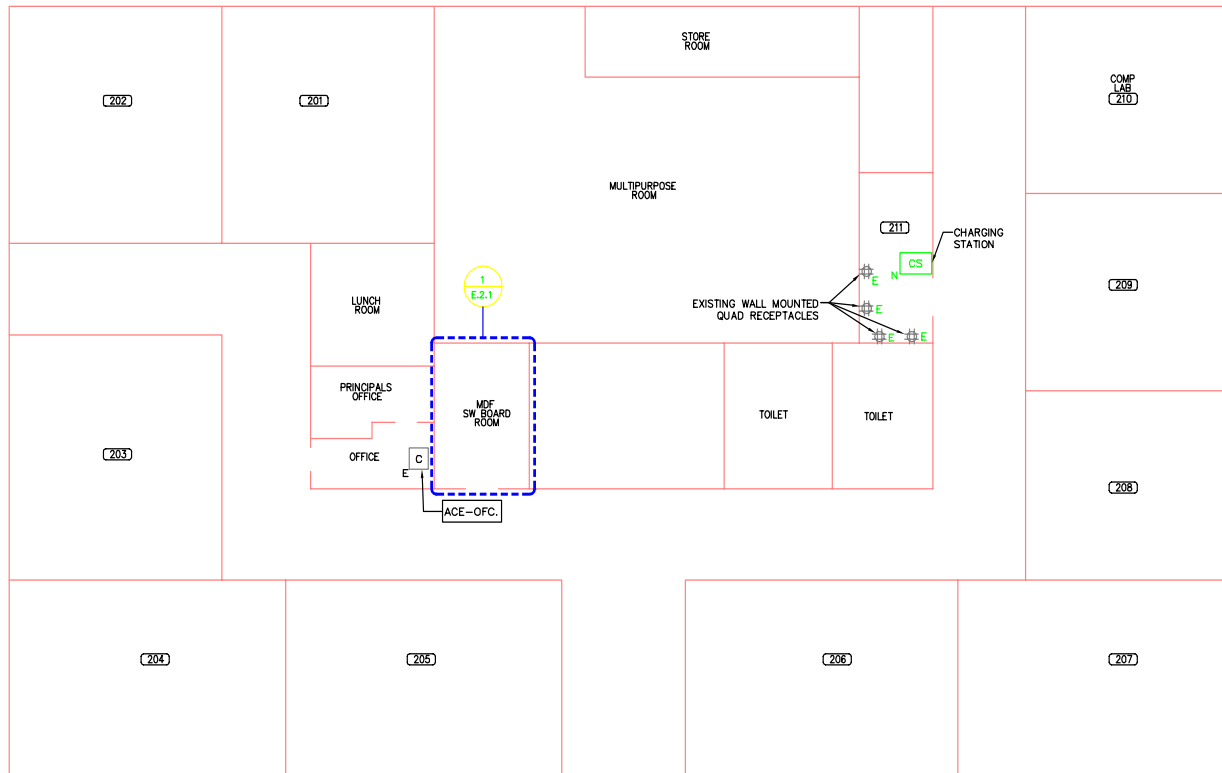 STORE
ROOM
COMP
LAB
210
202
201
MULTIPURPOSE
ROOM
211
CHARGING
STATION
CS
N
E
209
1
E.2.1
LUNCH
ROOM
EXISTING WALL MOUNTED
QUAD RECEPTACLES
E
E
E
PRINCIPALS
OFFICE
MDF
SW BOARD
ROOM
TOILET
TOILET
203
OFFICE
C
E
208
ACE-OFC.
204
205
206
207